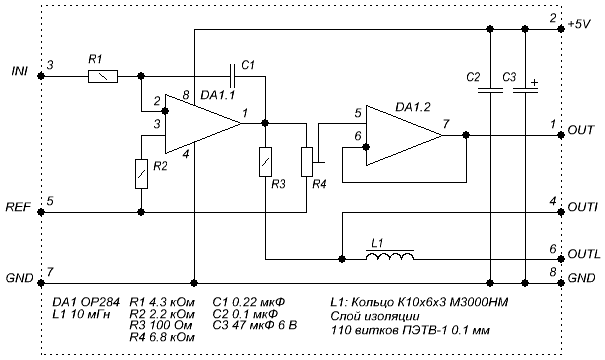 2 +5V
INI 3 R1 C1
8 DA1.1 C2 C3 +
2
3 1 5 DA1.2 7 1 OUT
6
4
R2 R3 R4
REF 5 4 OUTI
L1 6 OUTL
GND 7 8 GND
DA1 OP284 R1 4.3 кОм C1 0.22 мкФ L1: Кольцо К10х6х3 М3000НМ
L1 10 мГн R2 2.2 кОм C2 0.1 мкФ Слой изоляции
R3 100 Ом C3 47 мкФ 6 В 110 витков ПЭТВ-1 0.1 мм
R4 6.8 кОм